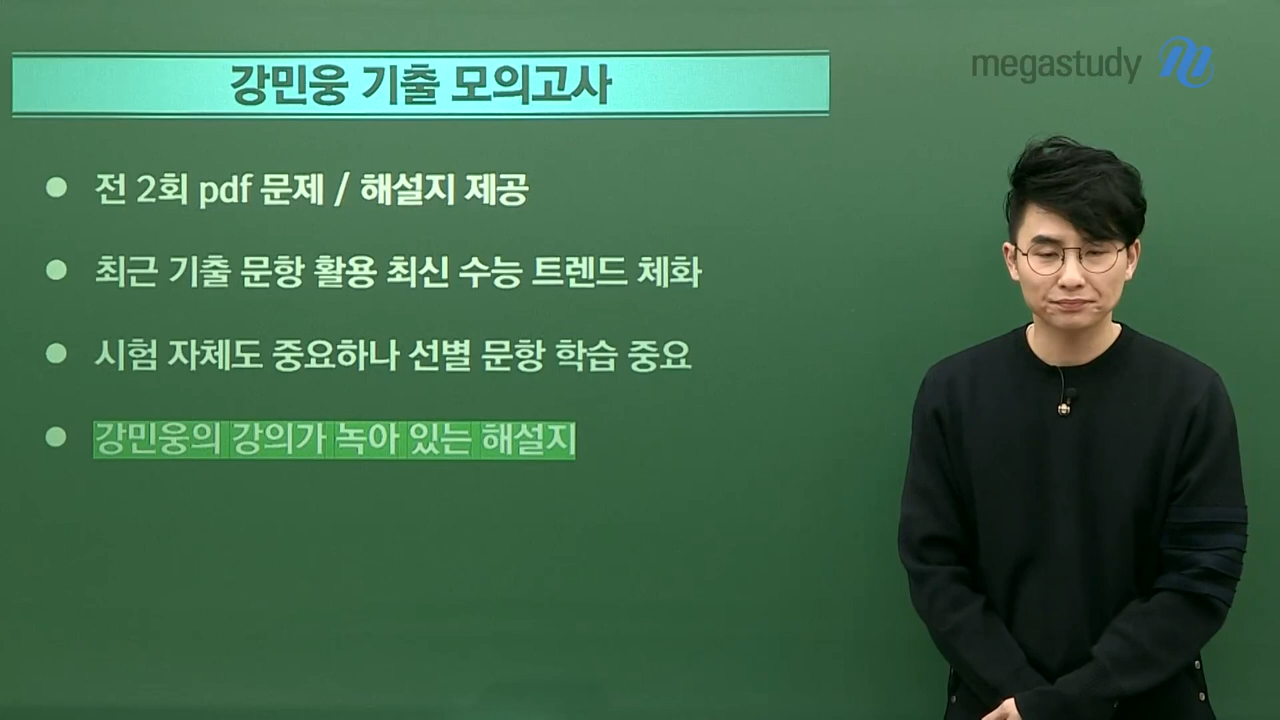 megastudy
강민웅 기출 모의고사
전 2회 pdf 문제 / 해설지 제공
최근 기출 문항 활용 최신 수능 트렌드 체화
시험 자체도 중요하나 선별 문항 학습 중요
강민웅의 강의가 녹아 있는 해설지